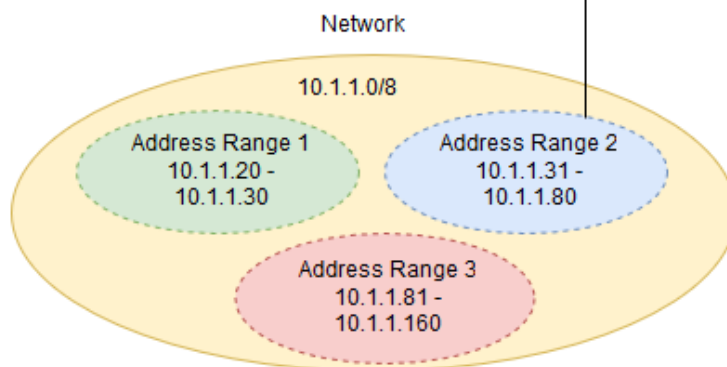 Network
10.1.1.0/8
Address Range 1
10.1.1.20 -
10.1.1.30
Address Range 2
10.1.1.31 -
10.1.1.80
Address Range 3
10.1.1.81 -
10.1.1.160